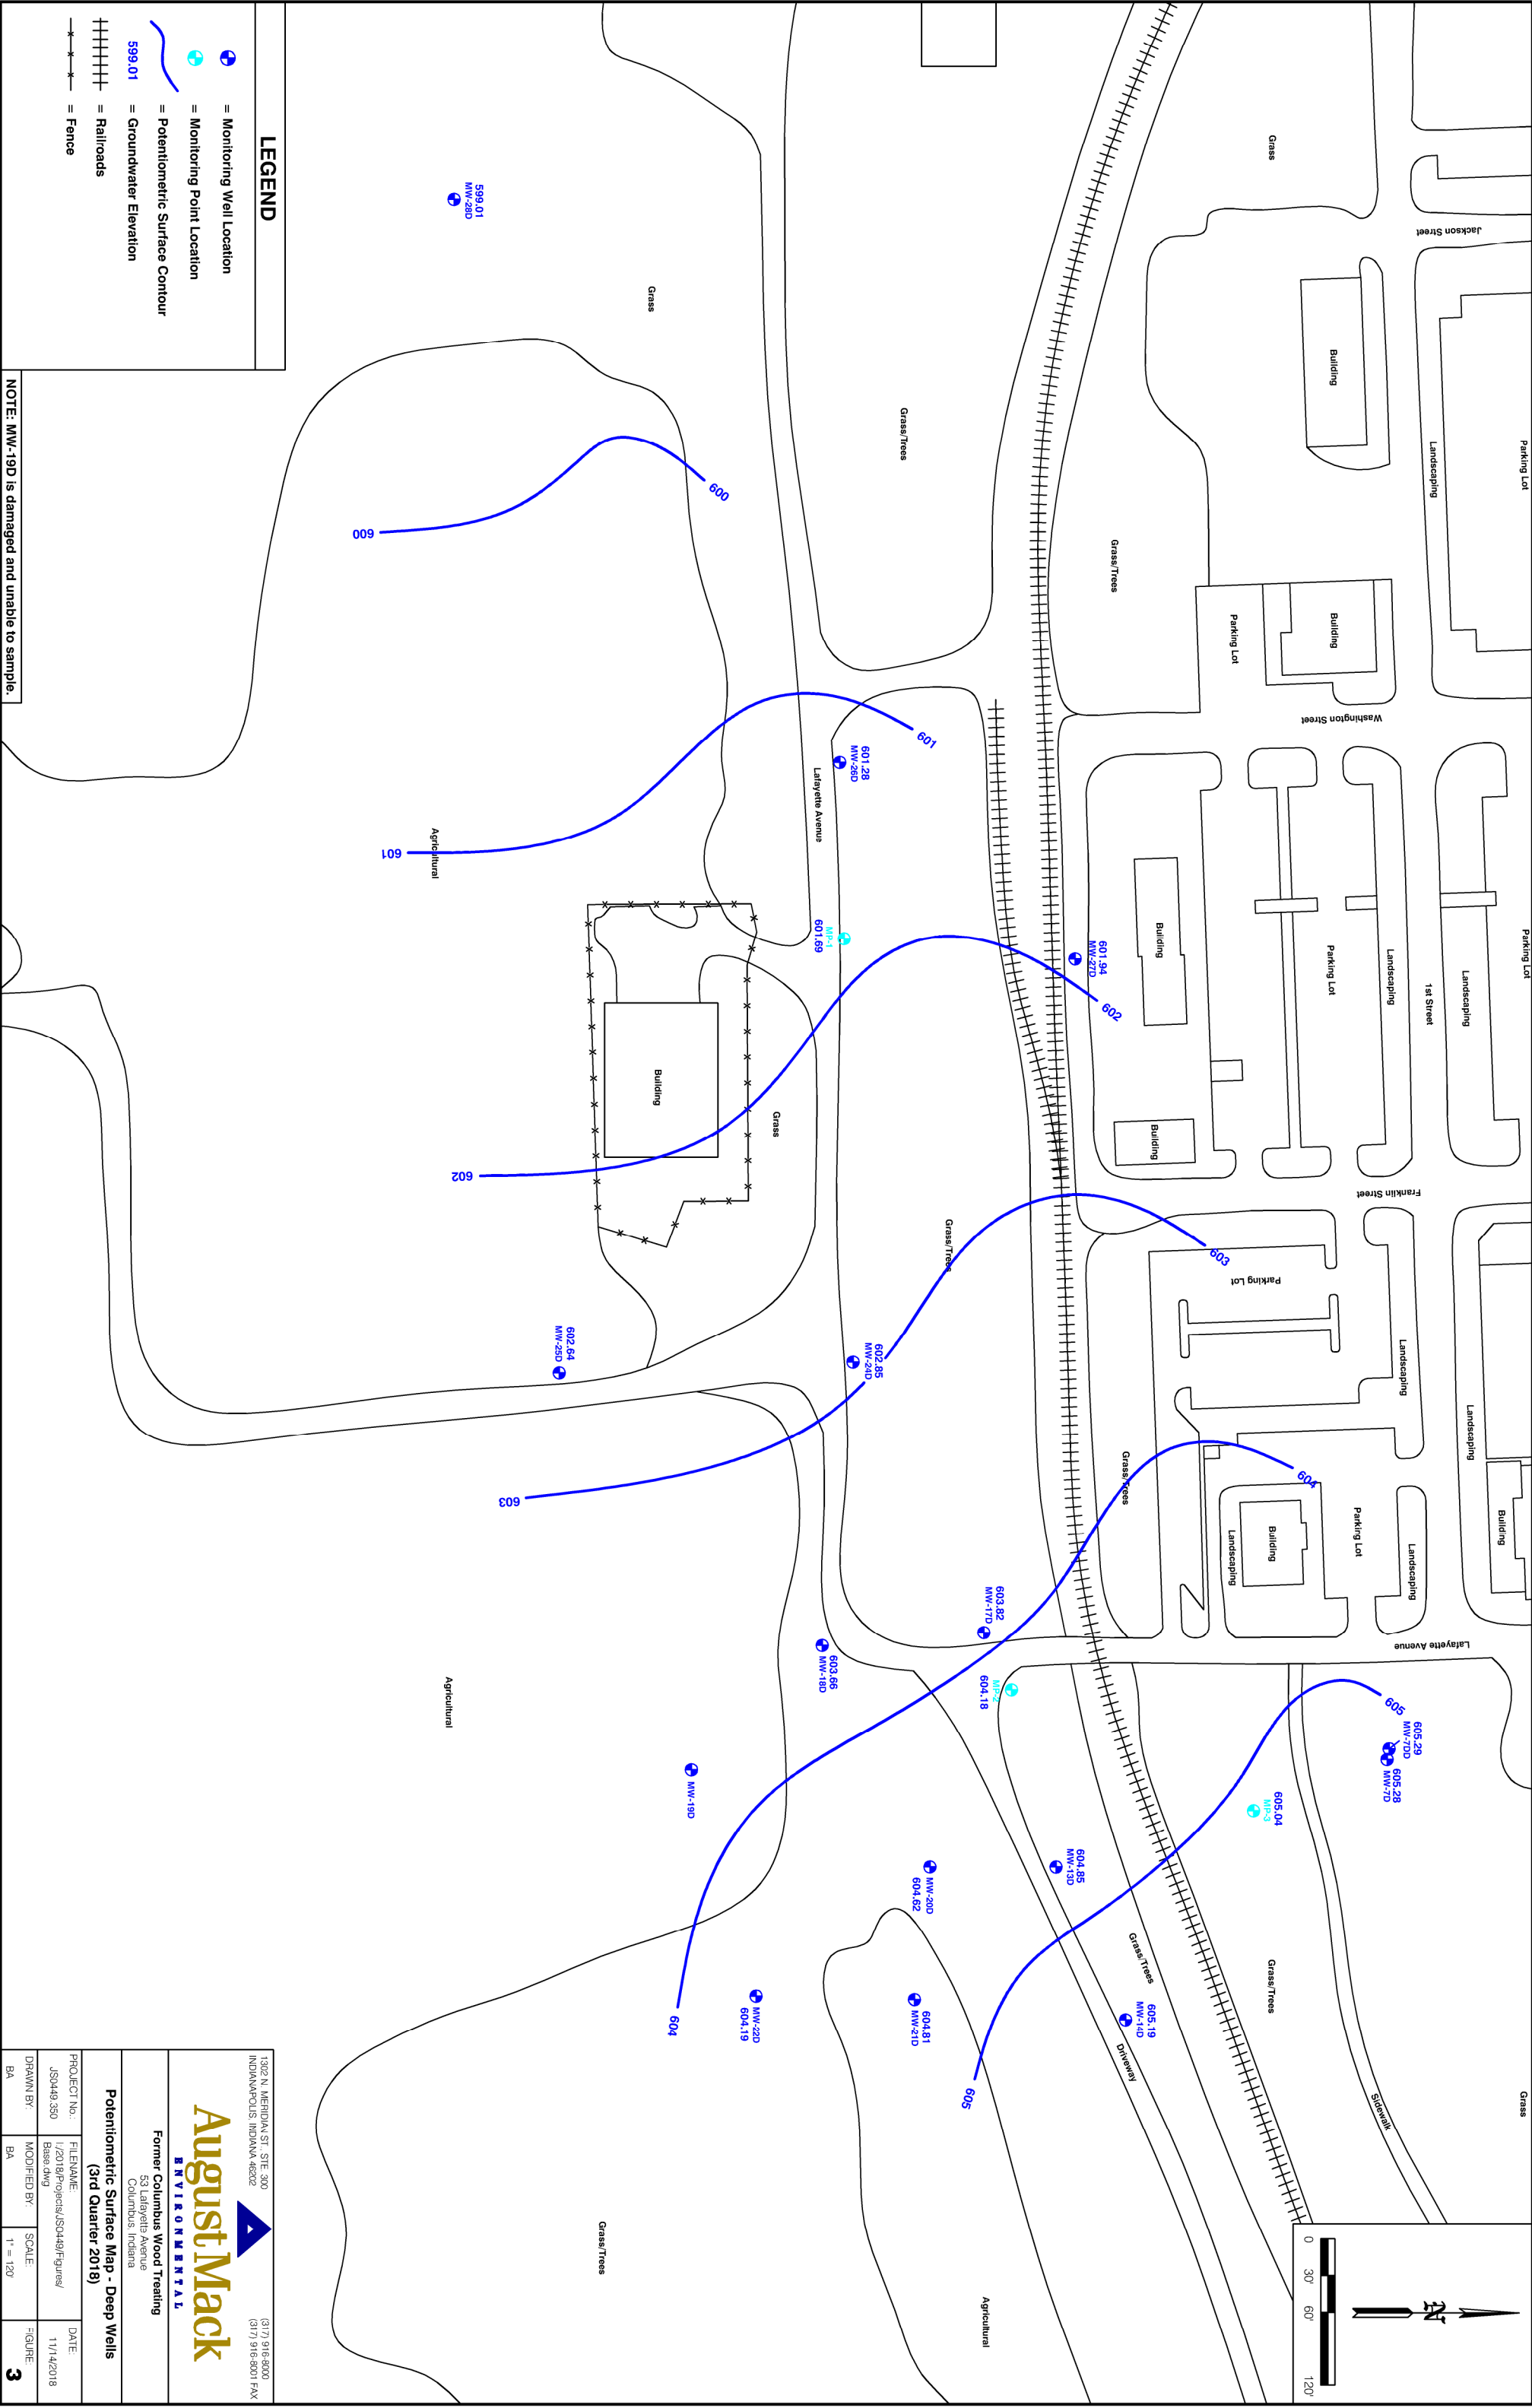 LEGEND
= Monitoring Well Location
= Monitoring Point Location
= Potentiometric Surface Contour
599.01 = Groundwater Elevation
= Railroads
= Fence
NOTE: MW-19D is damaged and unable to sample.
Parking Lot
Landscaping
Building
Jackson Street
Grass
Building
Parking Lot
Grass/Trees
Grass/Trees
Grass
599.01
MW-28D
600
600
Washington Street
Parking Lot
Landscaping
1st Street
Landscaping
Parking Lot
Building
Building
Franklin Street
601
601
601.28
MW-26D
Lafayette Avenue
Agricultural
MP-1
601.69
601.94
MW-27D
602
602
Building
Grass
Grass/Trees
603
603
Parking Lot
Landscaping
Landscaping
602.64
MW-25D
602.85
MW-24D
604
604
Grass/Trees
Landscaping
Building
Parking Lot
Landscaping
Building
Lafayette Avenue
603.82
MW-17D
603.66
MW-18D
MP-2
604.18
605
605
605.29
MW-7DD
605.28
MW-7D
605.04
MP-3
MW-19D
Agricultural
604.85
MW-13D
MW-20D
604.62
Grass/Trees
Grass/Trees
605.19
MW-14D
604.81
MW-21D
MW-22D
604.19
Driveway
Sidewalk
Grass
Grass/Trees
Agricultural
N
0 30' 60' 120'
1302 N. MERIDIAN ST., STE. 300
INDIANAPOLIS, INDIANA 46202
(317) 916-8000
(317) 916-8001 FAX
August Mack
ENVIRONMENTAL
Former Columbus Wood Treating
53 Lafayette Avenue
Columbus, Indiana
Potentiometric Surface Map - Deep Wells
(3rd Quarter 2018)
PROJECT No.:
JS0449.350
FILENAME:
I:/2018/Projects/JS0449/Figures/
Base.dwg
DATE:
11/14/2018
DRAWN BY:
BA
MODIFIED BY:
BA
SCALE:
1" = 120'
FIGURE:
3